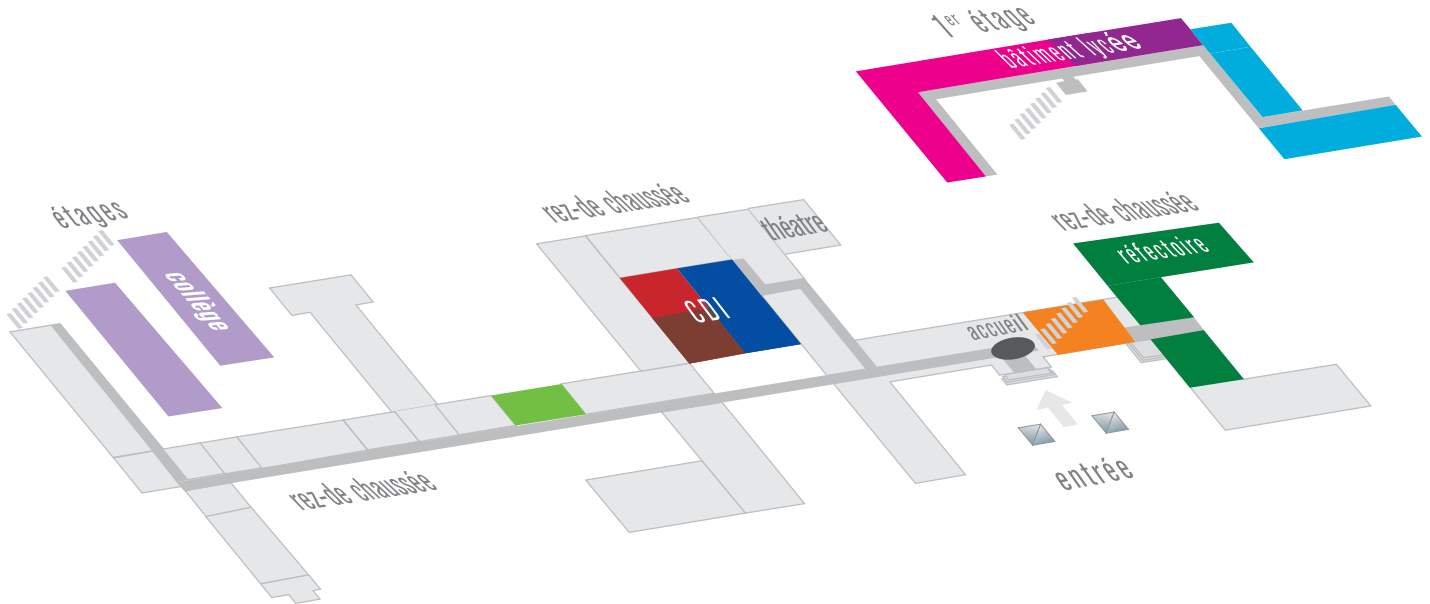 1er étage
bâtiment lycée
étages
collège
rez-de chaussée
théatre
CDI
rez-de chaussée
réfectoire
accueil
entrée
rez-de chaussée